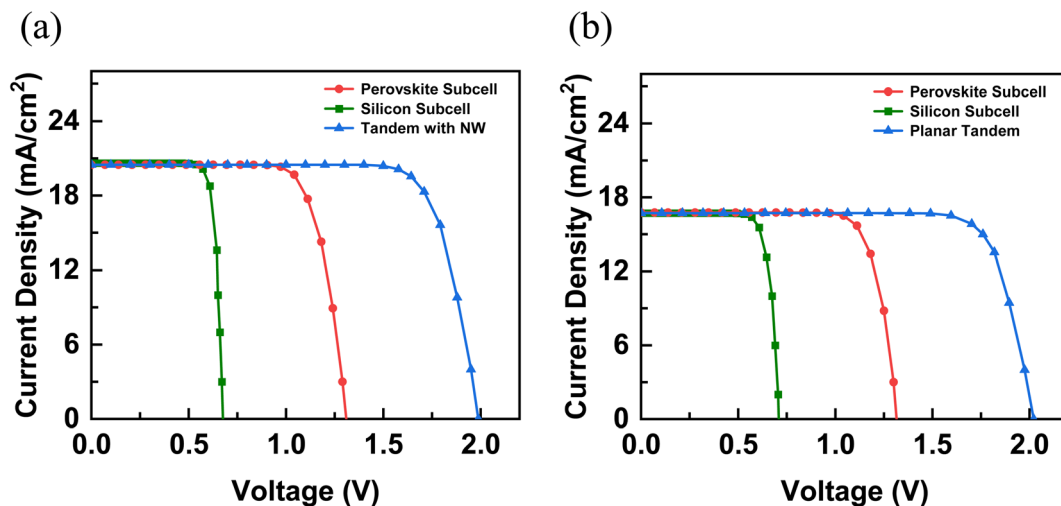 (a)
Current Density (mA/cm²)
24
18
12
6
0
0.0 0.5 1.0 1.5 2.0
Voltage (V)
Perovskite Subcell
Silicon Subcell
Tandem with NW
(b)
Current Density (mA/cm²)
24
18
12
6
0
0.0 0.5 1.0 1.5 2.0
Voltage (V)
Perovskite Subcell
Silicon Subcell
Planar Tandem